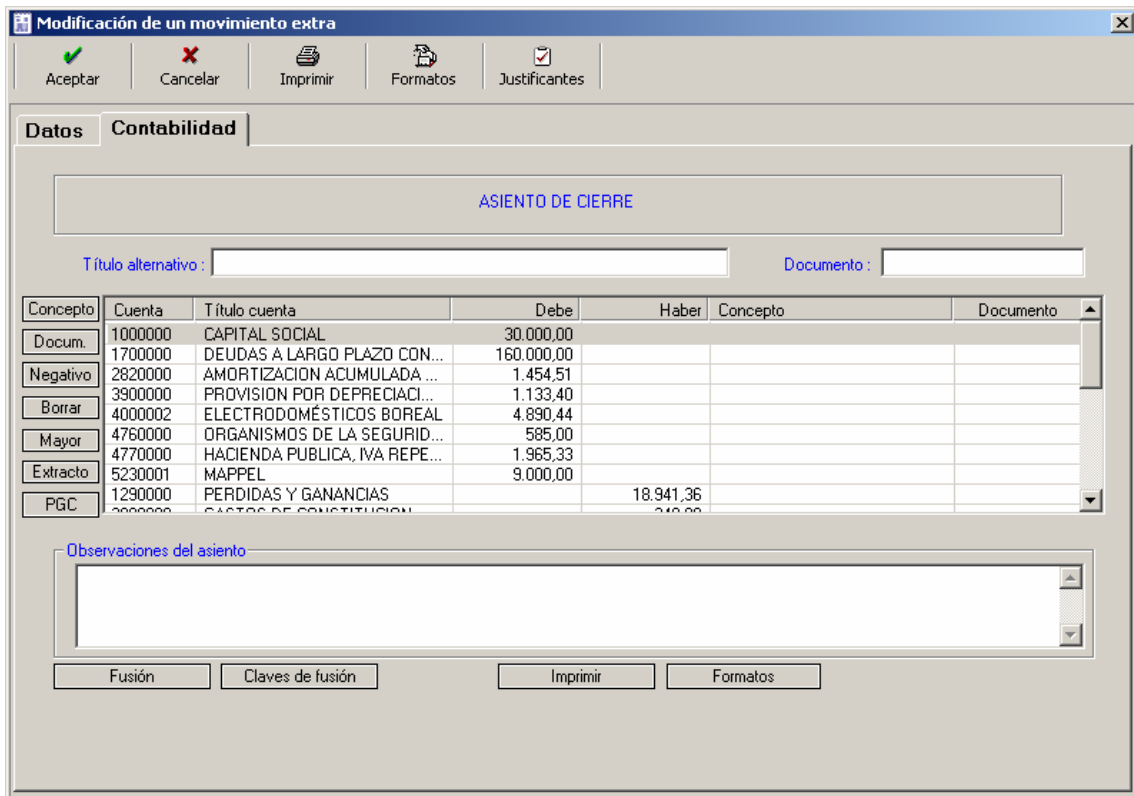 Modificación de un movimiento extra
Aceptar Cancelar Imprimir Formatos Justificantes
Datos Contabilidad
ASIENTO DE CIERRE
Título alternativo : Documento :
Concepto Cuenta Título cuenta Debe Haber Concepto Documento
Docum. 1000000 CAPITAL SOCIAL 30.000,00
1700000 DEUDAS A LARGO PLAZO CON... 160.000,00
Negativo 2820000 AMORTIZACION ACUMULADA ... 1.454,51
3900000 PROVISION POR DEPRECIACI... 1.133,40
Borrar 4000002 ELECTRODOMÉSTICOS BOREAL 4.890,44
Mayor 4760000 ORGANISMOS DE LA SEGURID... 585,00
4770000 HACIENDA PUBLICA, IVA REPE... 1.965,33
Extracto 5230001 MAPPEL 9.000,00
PGC 1290000 PERDIDAS Y GANANCIAS 18.941,36
GASTOS DE CONSTITUCION
Observaciones del asiento
Fusión Claves de fusión Imprimir Formatos